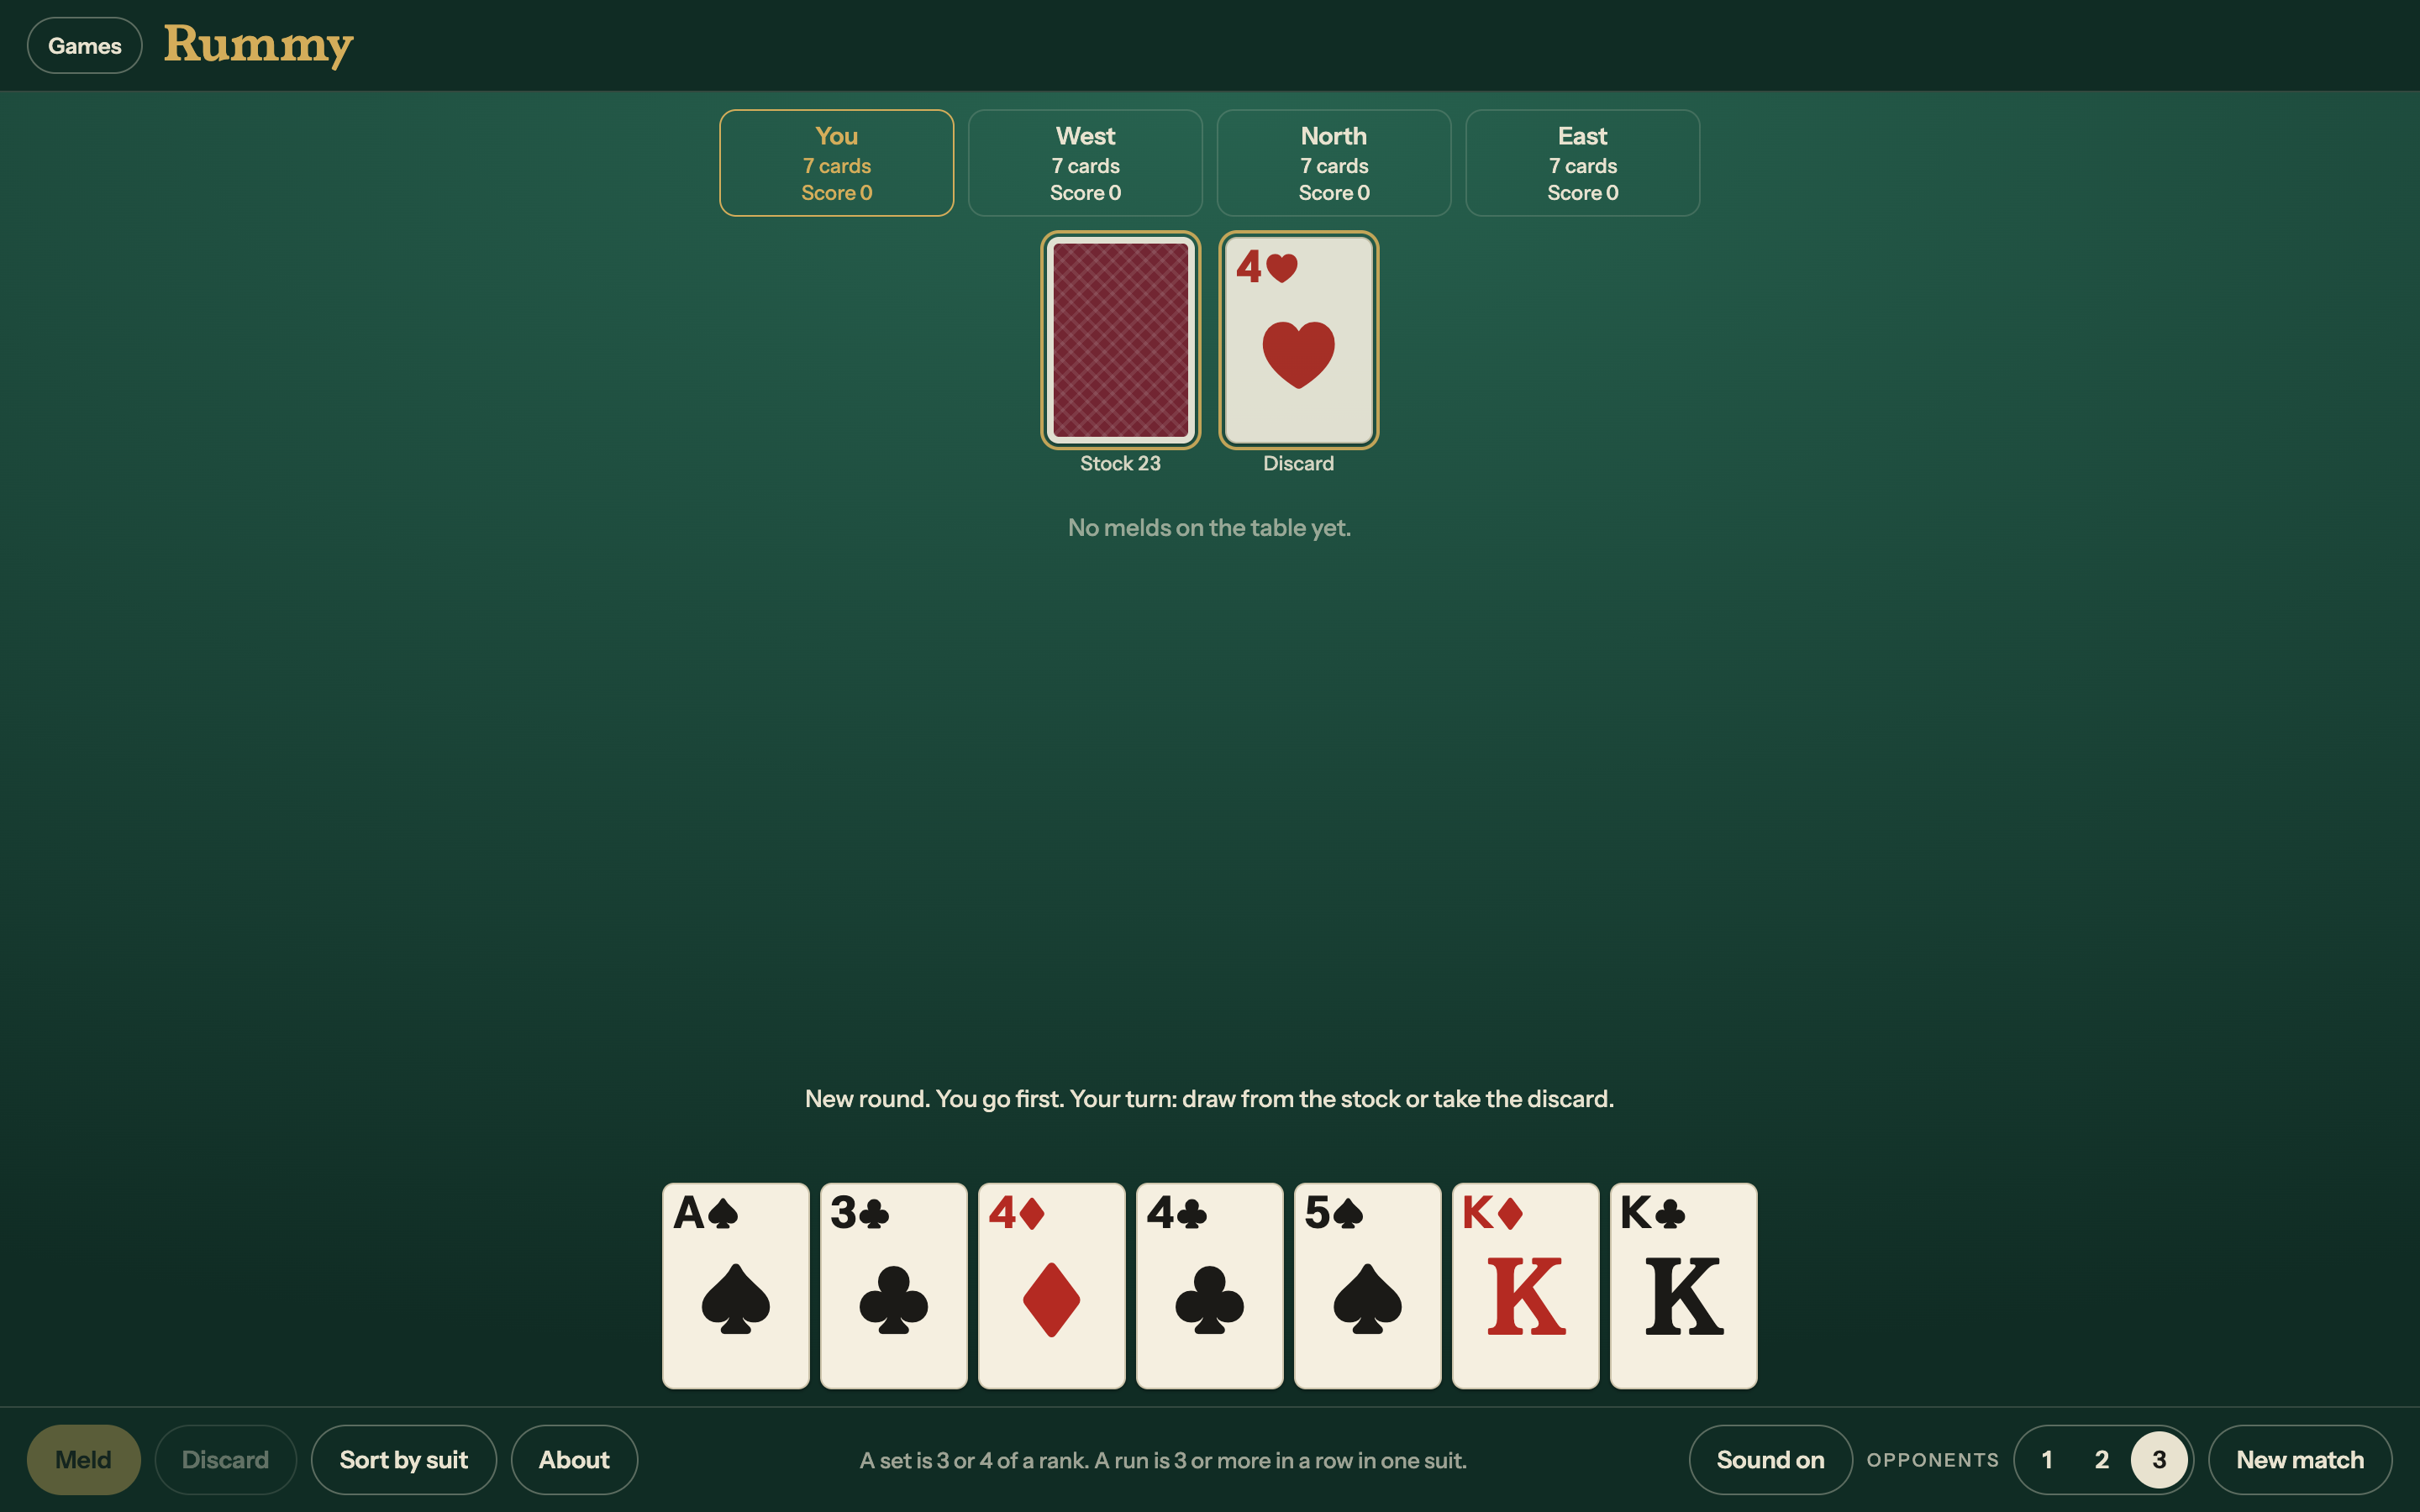 Games
Rummy
You
7 cards
Score 0
West
7 cards
Score 0
North
7 cards
Score 0
East
7 cards
Score 0
4
Stock 23
Discard
No melds on the table yet.
New round. You go first. Your turn: draw from the stock or take the discard.
A
3
4
4
5
K
K
K
K
Meld
Discard
Sort by suit
About
A set is 3 or 4 of a rank. A run is 3 or more in a row in one suit.
Sound on
OPPONENTS
1
2
3
New match